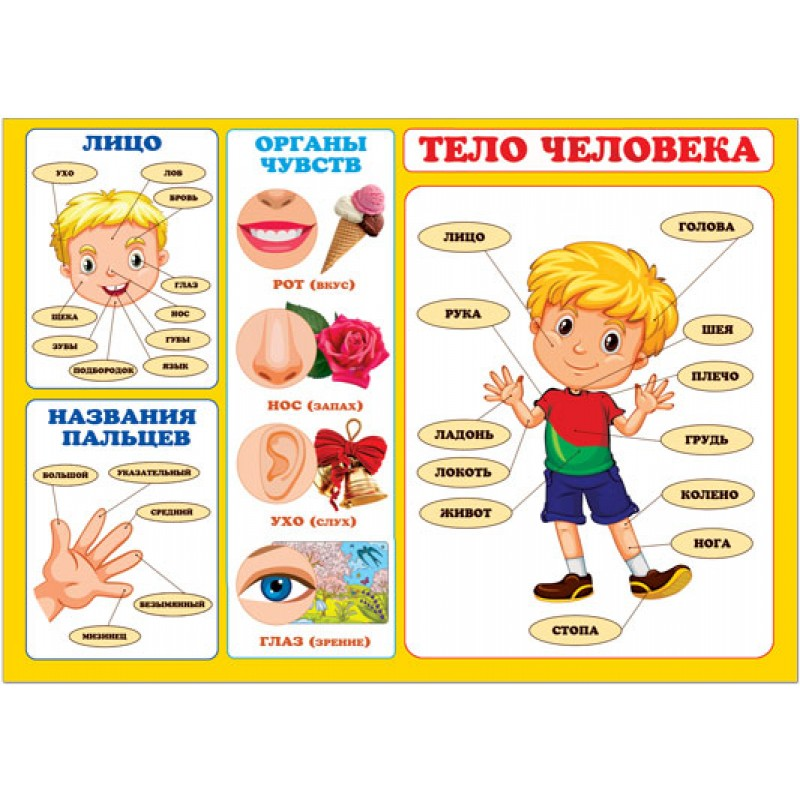 ЛИЦО
УХО
ЛОБ
БРОВЬ
ГЛАЗ
ЩЕКА
НОС
ЗУБЫ
ГУБЫ
ПОДБОРОДОК
ЯЗЫК
НАЗВАНИЯ
ПАЛЬЦЕВ
БОЛЬШОЙ
УКАЗАТЕЛЬНЫЙ
СРЕДНИЙ
БЕЗЫМЯННЫЙ
МИЗИНЕЦ
ОРГАНЫ
ЧУВСТВ
РОТ (ВКУС)
НОС (ЗАПАХ)
УХО (СЛУХ)
ГЛАЗ (ЗРЕНИЕ)
ТЕЛО ЧЕЛОВЕКА
ЛИЦО
ГОЛОВА
РУКА
ШЕЯ
ПЛЕЧО
ЛАДОНЬ
ГРУДЬ
ЛОКОТЬ
КОЛЕНО
ЖИВОТ
НОГА
СТОПА